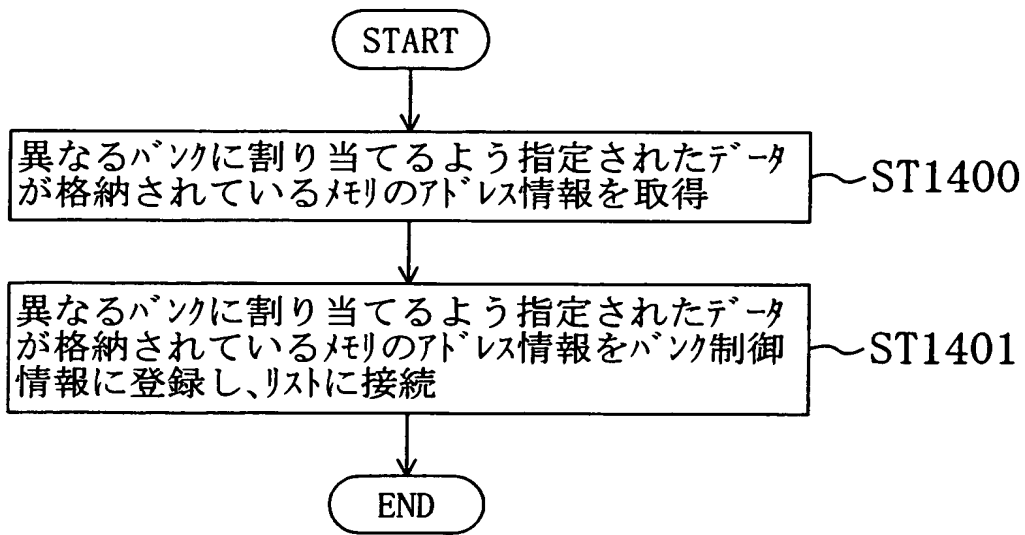 START
異なるバンクに割り当てるよう指定されたデータ
が格納されているメモリのアドレス情報を取得
ST1400
異なるバンクに割り当てるよう指定されたデータ
が格納されているメモリのアドレス情報をバンク制御
情報に登録し、リストに接続
ST1401
END